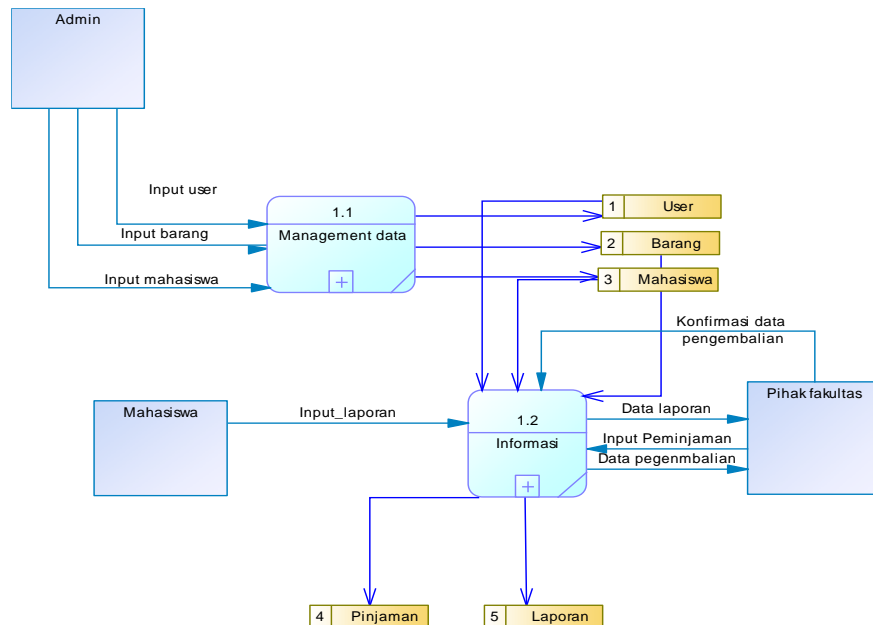 Admin
Input user
Input barang
Input mahasiswa
1.1
Management data
1 User
2 Barang
3 Mahasiswa
Konfirmasi data
pengembalian
Mahasiswa
Input_laporan
1.2
Informasi
Data laporan
Input Peminjaman
Data pegenmbalian
Pihak fakultas
4 Pinjaman
5 Laporan